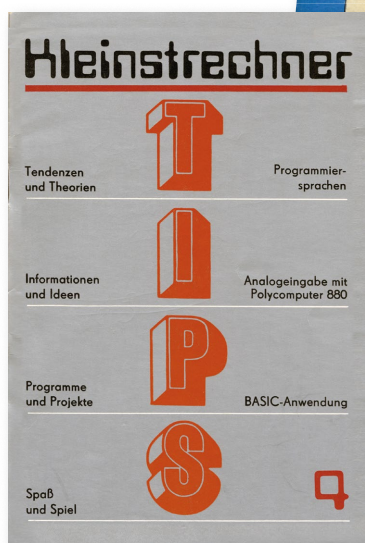 Kleinstrechner
T
Tendenzen
und Theorien
Programmier-
sprachen
I
Informationen
und Ideen
Analogeingabe mit
Polycomputer 880
P
Programme
und Projekte
BASIC-Anwendung
S
Spaß
und Spiel
4